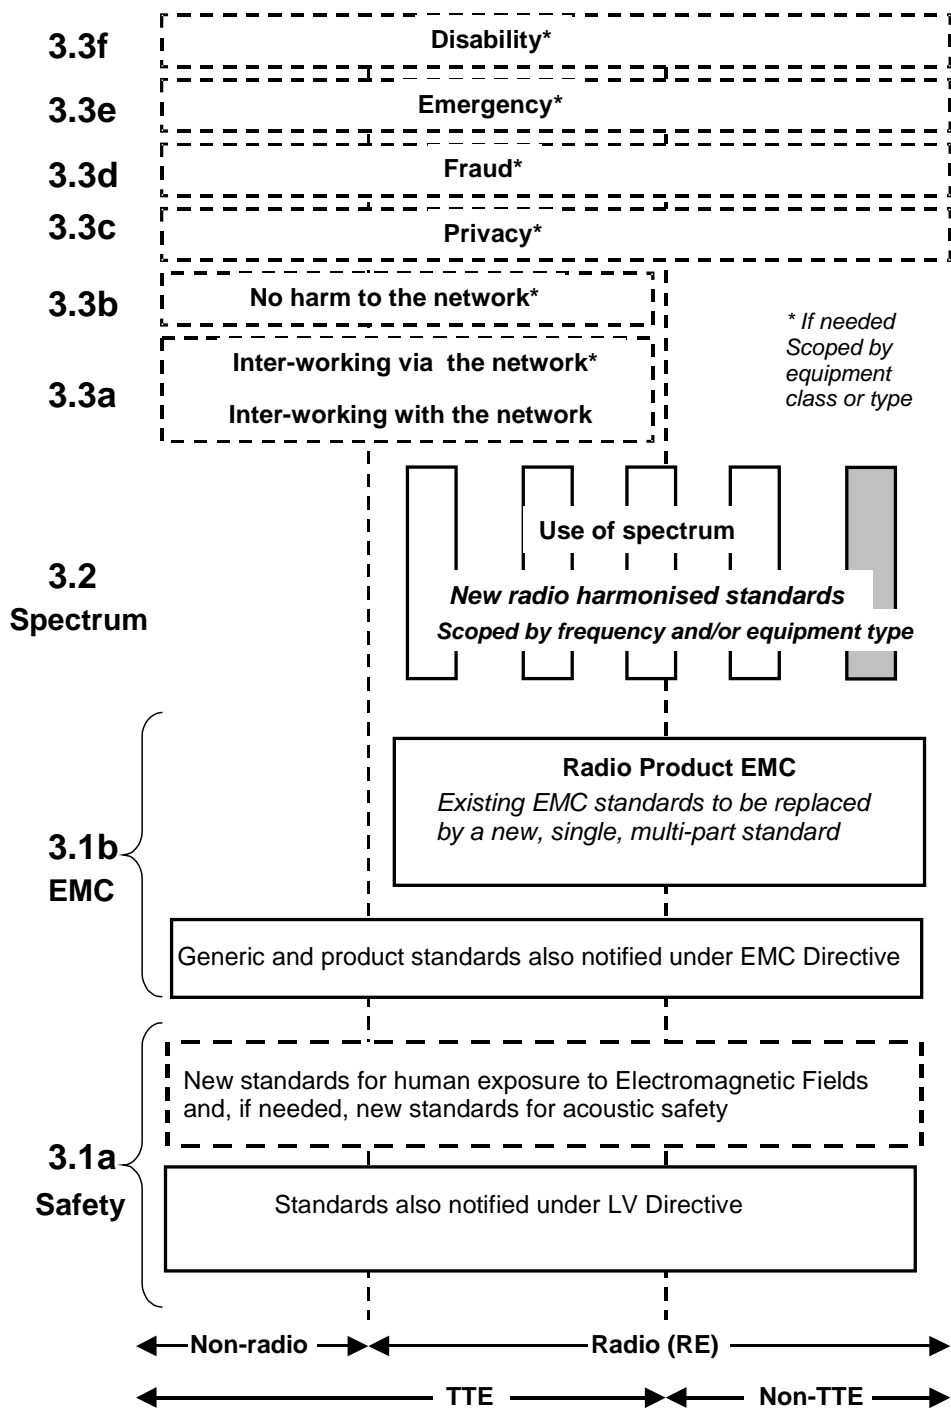 3.3f
Disability*
3.3e
Emergency*
3.3d
Fraud*
3.3c
Privacy*
3.3b
No harm to the network*
* If needed
Scoped by
equipment
class or type
3.3a
Inter-working via the network*
Inter-working with the network
3.2
Spectrum
Use of spectrum
New radio harmonised standards
Scoped by frequency and/or equipment type
3.1b
EMC
Radio Product EMC
Existing EMC standards to be replaced
by a new, single, multi-part standard
Generic and product standards also notified under EMC Directive
3.1a
Safety
New standards for human exposure to Electromagnetic Fields
and, if needed, new standards for acoustic safety
Standards also notified under LV Directive
Non-radio
Radio (RE)
TTE
Non-TTE